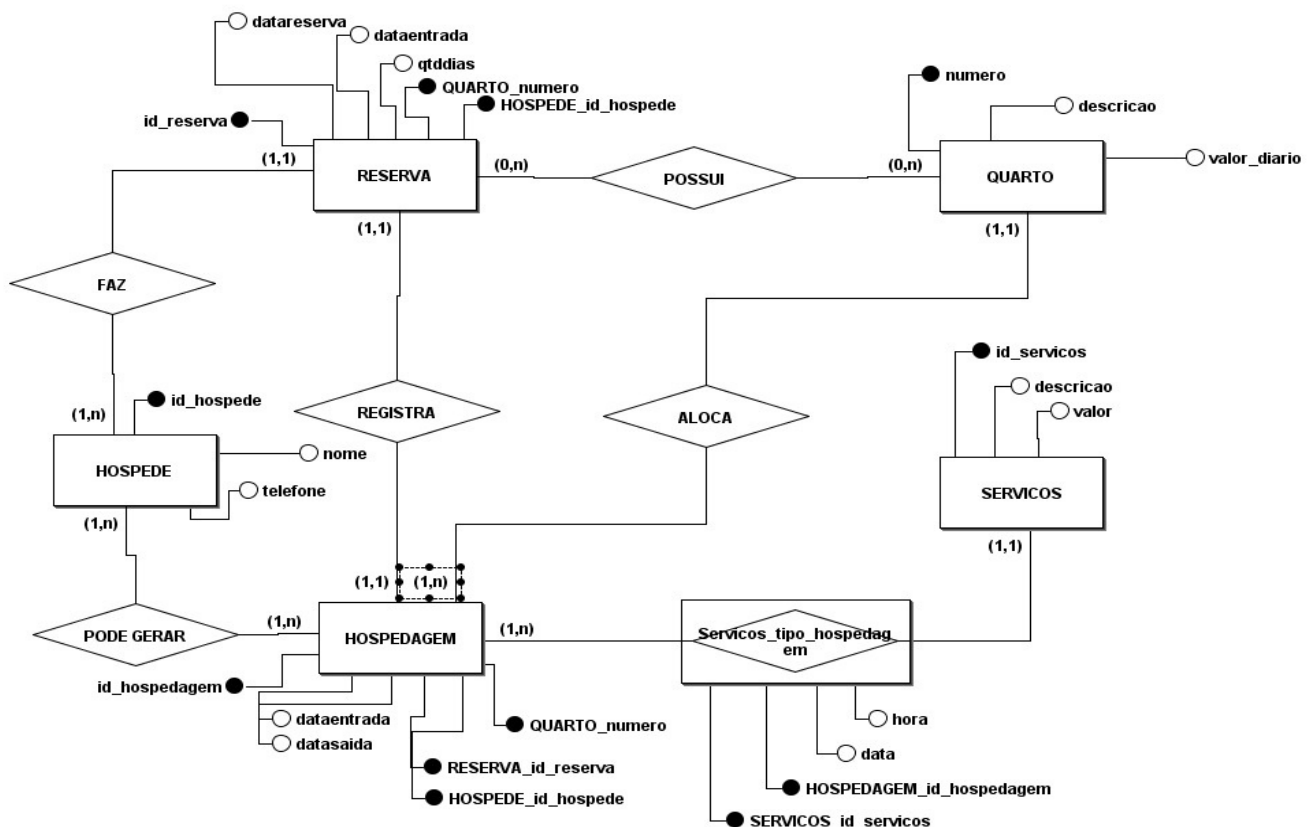 datareserva
dataentrada
qtddias
QUARTO_numero
HOSPEDE_id_hospede
id_reserva
(1,1)
RESERVA
(0,n)
POSSUI
(0,n)
numero
descricao
valor_diario
QUARTO
(1,1)
(1,1)
FAZ
(1,n)
id_hospede
HOSPEDE
nome
telefone
(1,n)
REGISTRA
ALOCA
id_servicos
descricao
valor
SERVICOS
(1,1)
(1,1)
(1,n)
PODE GERAR
(1,n)
HOSPEDAGEM
(1,n)
Servicos_tipo_hospedag
em
id_hospedagem
dataentrada
datasaida
QUARTO_numero
RESERVA_id_reserva
HOSPEDE_id_hospede
hora
data
HOSPEDAGEM_id_hospedagem
SERVICOS_id_servicos